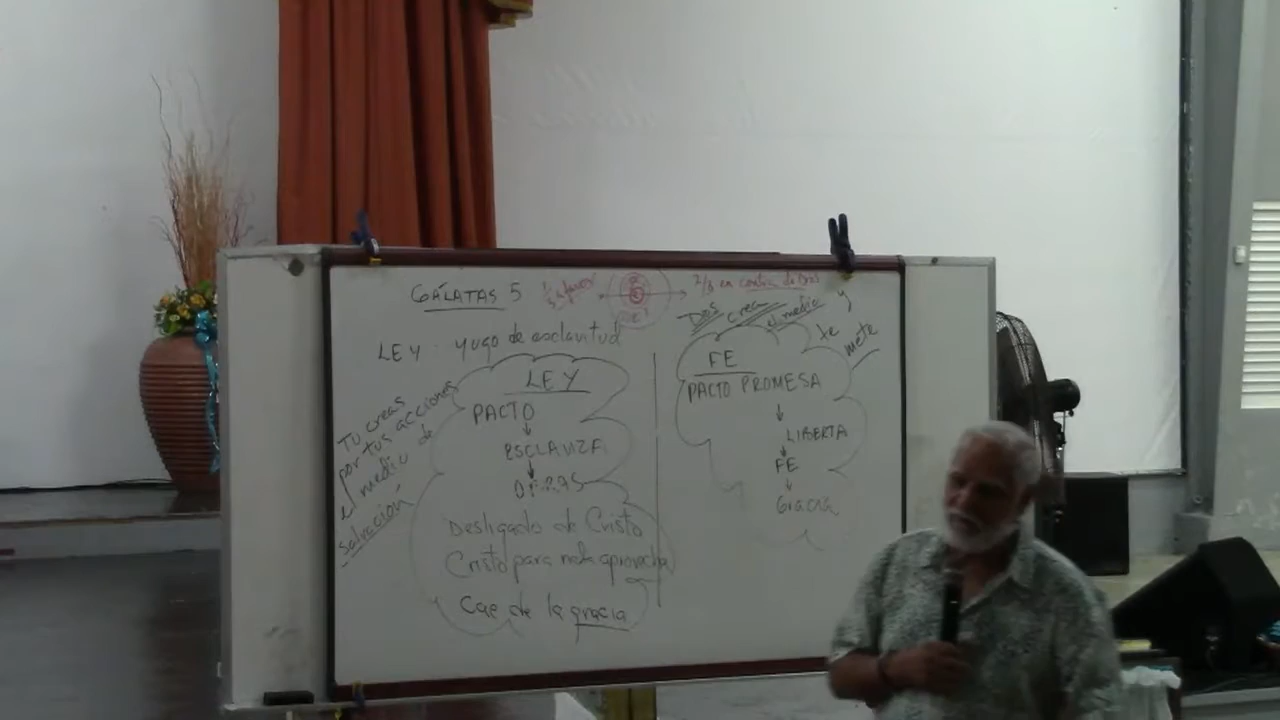 GÁLATAS 5
2/3 en contra de Dios
LEY - yugo de esclavitud
Tu creas
por tus acciones
el medio de
salvación
LEY
PACTO
ESCLAVIZA
OBRAS
Desligado de Cristo
Cristo para nada aprovecha
Cae de la gracia
Dios crea el medio y
te mete
FE
PACTO PROMESA
LIBERTA
FE
Gracia